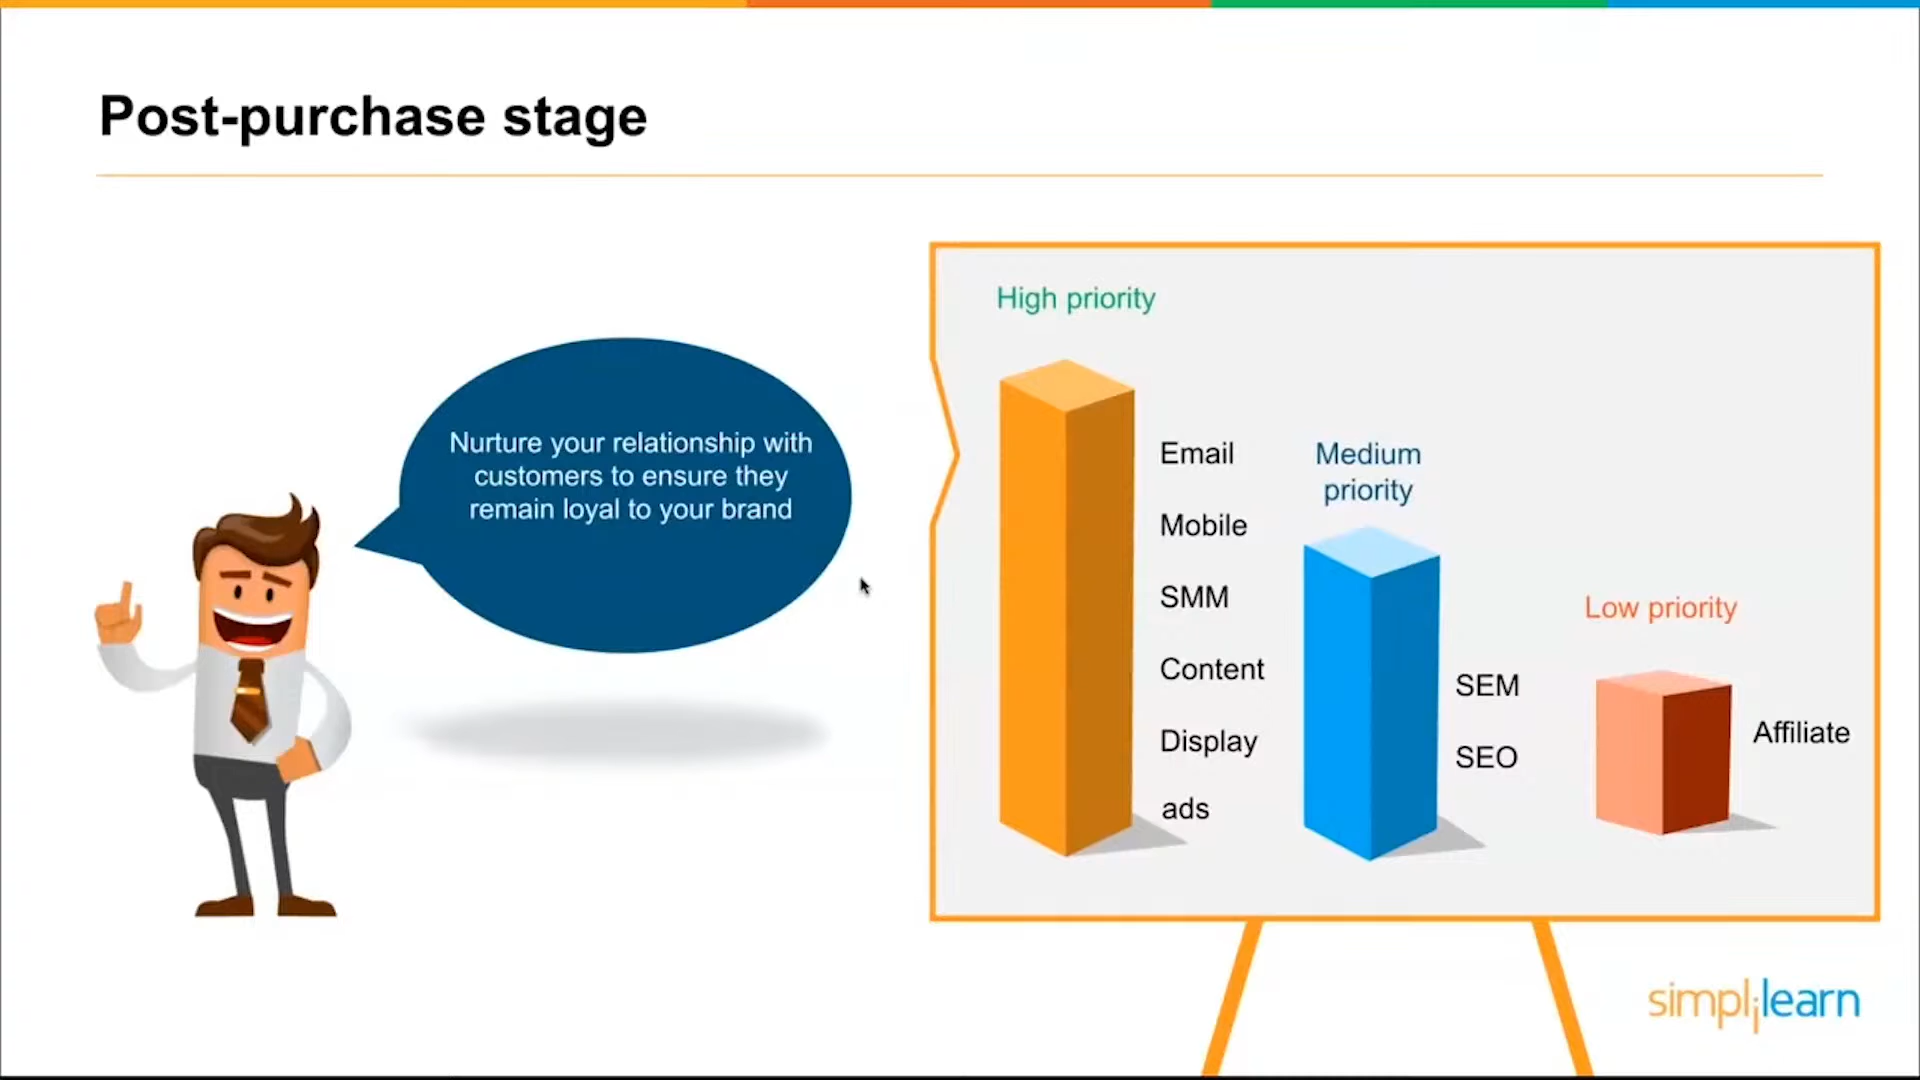 Post-purchase stage
Nurture your relationship with
customers to ensure they
remain loyal to your brand
High priority
Email
Mobile
SMM
Content
Display
ads
Medium
priority
SEM
SEO
Low priority
Affiliate
simplilearn